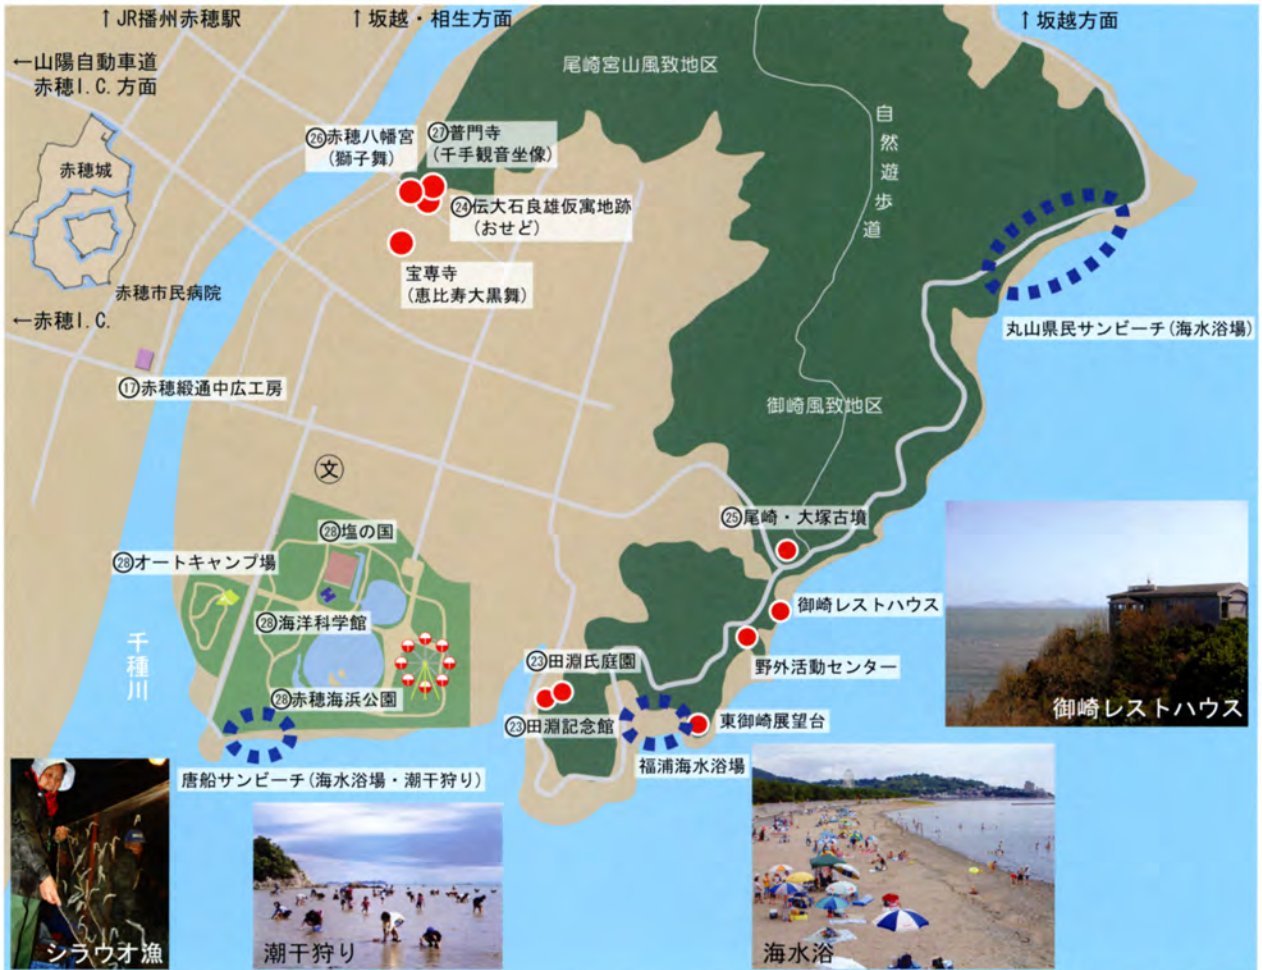 ↑JR播州赤穂駅
↑坂越・相生方面
↑坂越方面
←山陽自動車道
赤穂I.C.方面
尾崎宮山風致地区
自然遊歩道
㉖赤穂八幡宮
(獅子舞)
㉗普門寺
(千手観音坐像)
赤穂城
㉔伝大石良雄仮寓地跡
(おせど)
宝専寺
(恵比寿大黒舞)
赤穂市民病院
←赤穂I.C.
丸山県民サンビーチ(海水浴場)
⑰赤穂緞通中広工房
御崎風致地区
文
㉕尾崎・大塚古墳
㉘塩の国
㉘オートキャンプ場
御崎レストハウス
㉘海洋科学館
千種川
野外活動センター
㉓田淵氏庭園
㉘赤穂海浜公園
㉓田淵記念館
東御崎展望台
御崎レストハウス
福浦海水浴場
唐船サンビーチ(海水浴場・潮干狩り)
シラウオ漁
潮干狩り
海水浴